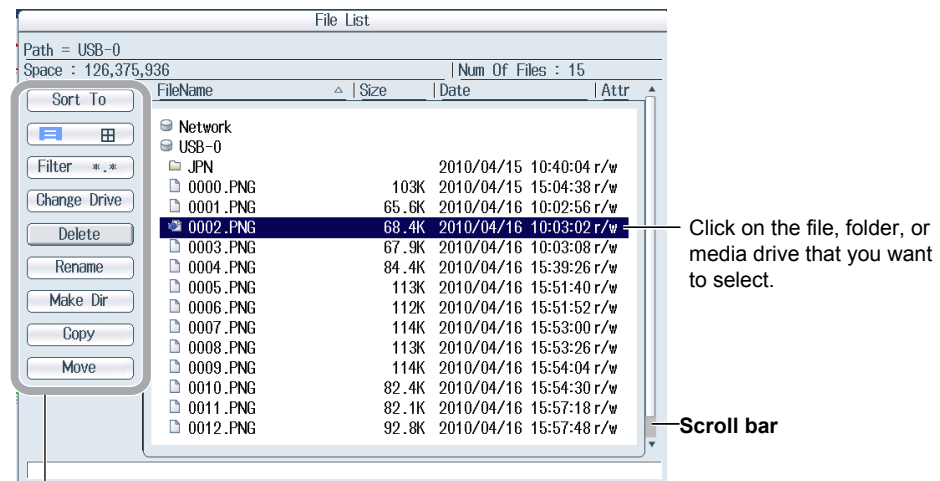 File List
Path = USB-0
Space : 126,375,936 Num Of Files : 15
FileName Size Date Attr
Sort To
Filter *.*
Change Drive
Delete
Rename
Make Dir
Copy
Move
Network
USB-0
JPN 2010/04/15 10:40:04 r/w
0000.PNG 103K 2010/04/15 15:04:38 r/w
0001.PNG 65.6K 2010/04/16 10:02:56 r/w
0002.PNG 68.4K 2010/04/16 10:03:02 r/w
0003.PNG 67.9K 2010/04/16 10:03:08 r/w
0004.PNG 84.4K 2010/04/16 15:39:26 r/w
0005.PNG 113K 2010/04/16 15:51:40 r/w
0006.PNG 112K 2010/04/16 15:51:52 r/w
0007.PNG 114K 2010/04/16 15:53:00 r/w
0008.PNG 113K 2010/04/16 15:53:26 r/w
0009.PNG 114K 2010/04/16 15:54:04 r/w
0010.PNG 82.4K 2010/04/16 15:54:30 r/w
0011.PNG 82.1K 2010/04/16 15:57:18 r/w
0012.PNG 92.8K 2010/04/16 15:57:48 r/w
Click on the file, folder, or
media drive that you want
to select.
Scroll bar